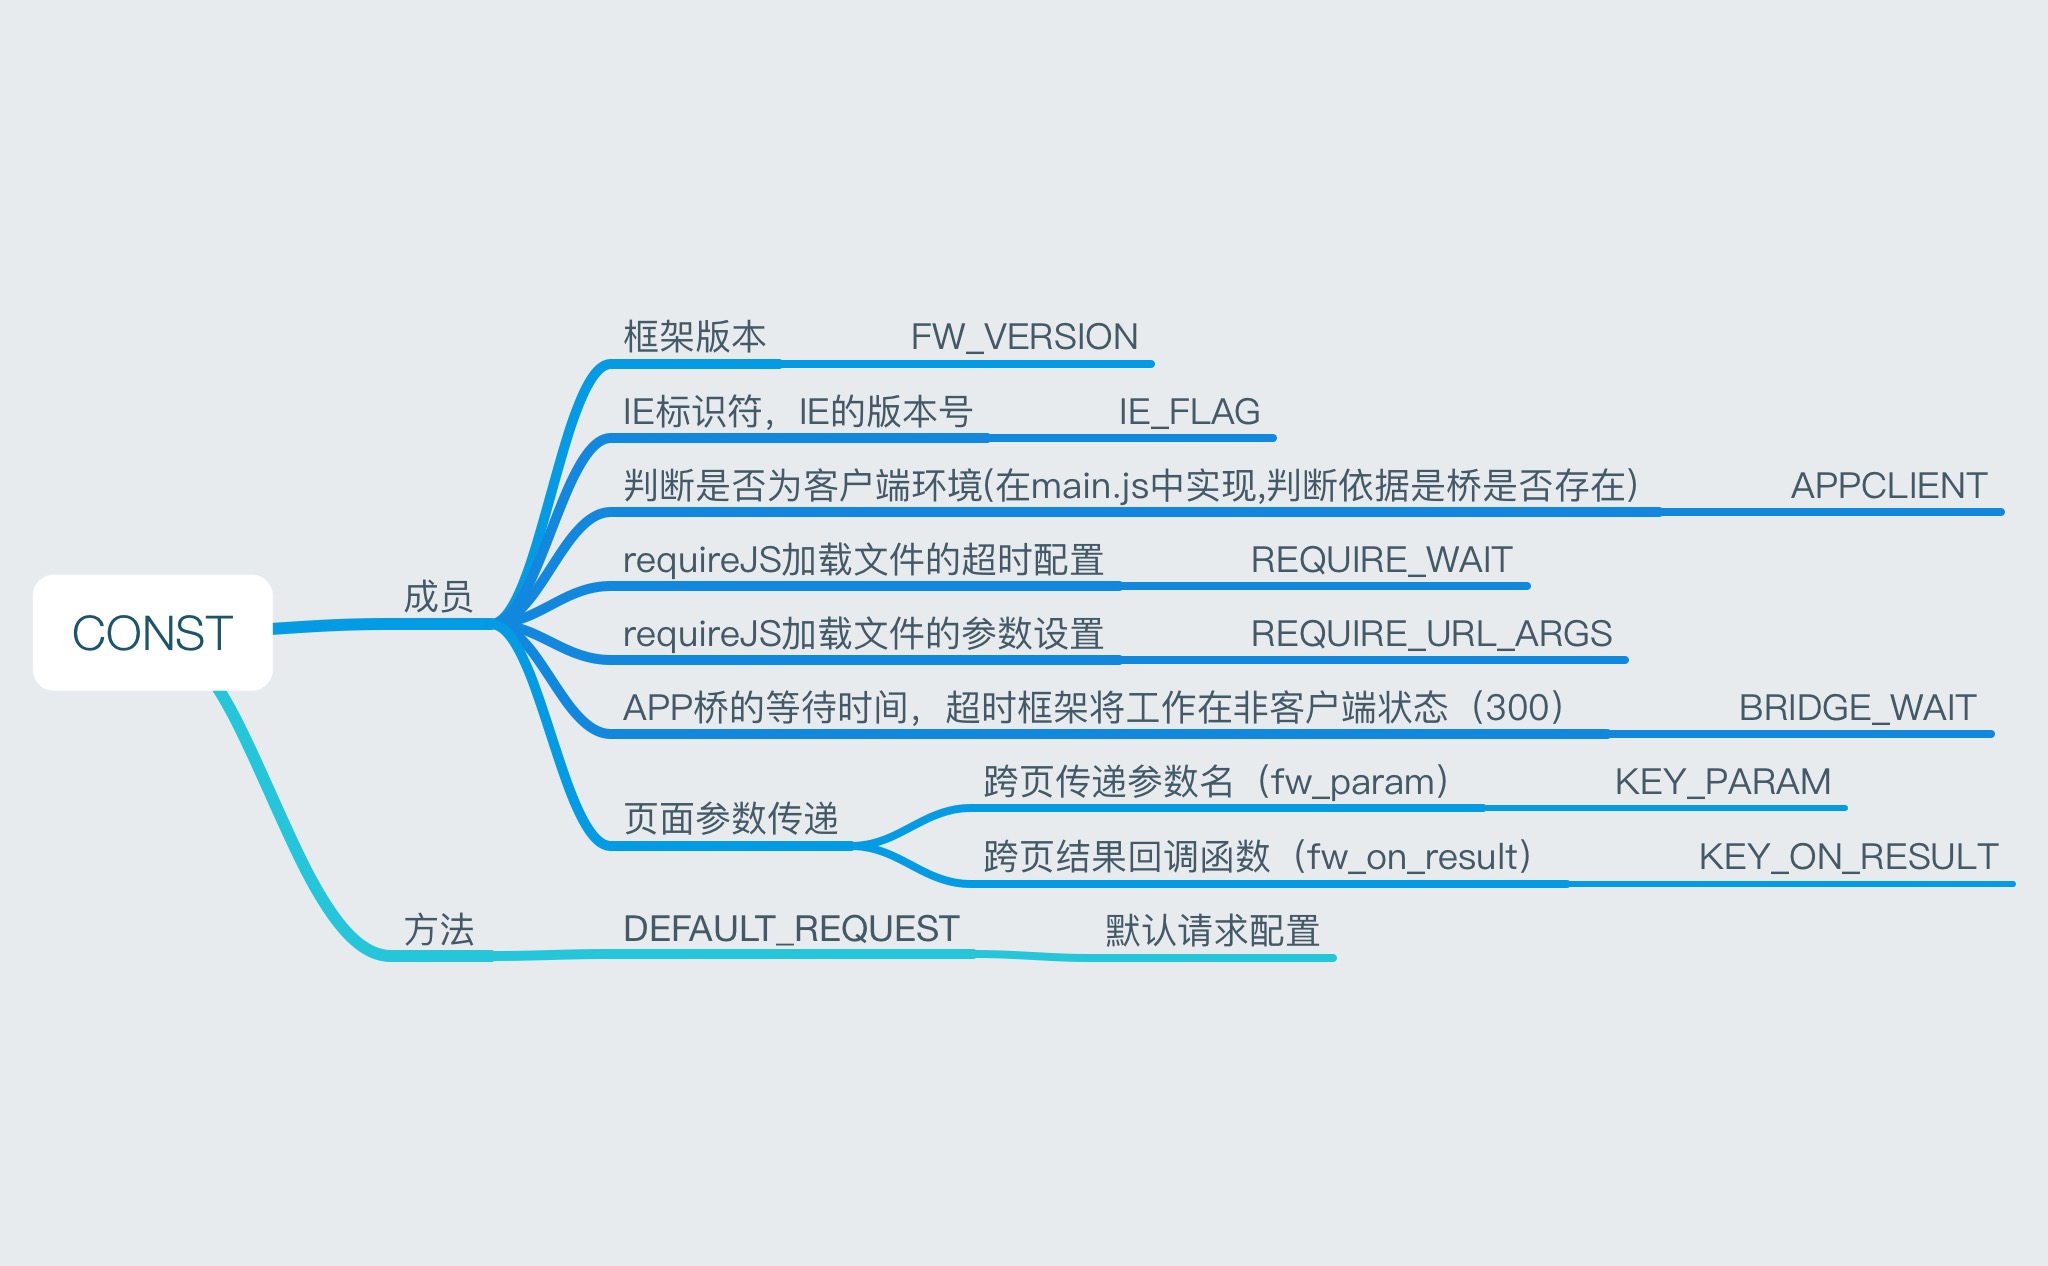 框架版本 FW_VERSION
IE标识符，IE的版本号 IE_FLAG
判断是否为客户端环境(在main.js中实现,判断依据是桥是否存在) APPCLIENT
requireJS加载文件的超时配置 REQUIRE_WAIT
成员
CONST
requireJS加载文件的参数设置 REQUIRE_URL_ARGS
APP桥的等待时间，超时框架将工作在非客户端状态（300） BRIDGE_WAIT
跨页传递参数名（fw_param） KEY_PARAM
页面参数传递
跨页结果回调函数（fw_on_result） KEY_ON_RESULT
方法 DEFAULT_REQUEST 默认请求配置